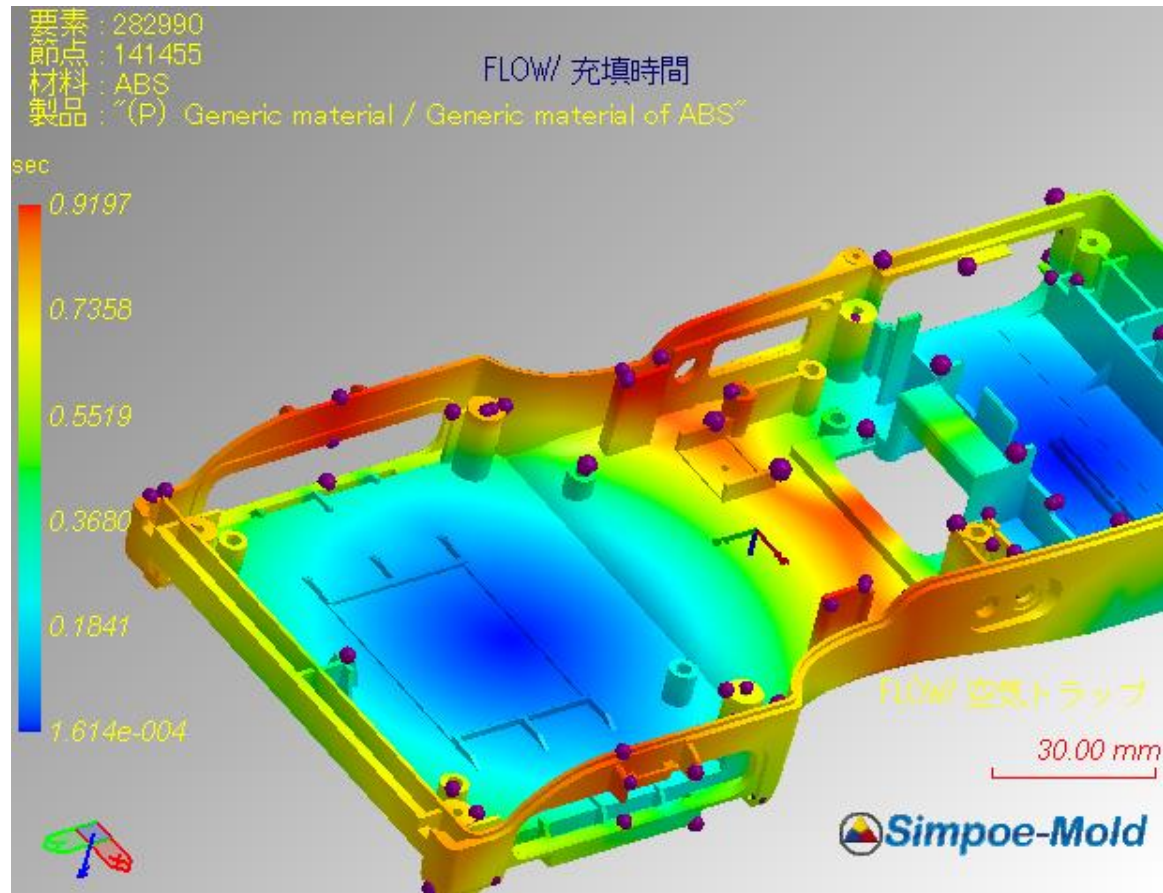 要素 : 282990
節点 : 141455
材料 : ABS
製品 : "(P) Generic material / Generic material of ABS"
FLOW/ 充填時間
sec
0.9197
0.7358
0.5519
0.3680
0.1841
1.614e-004
FLOW/ 空気トラップ
30.00 mm
Simpoe-Mold